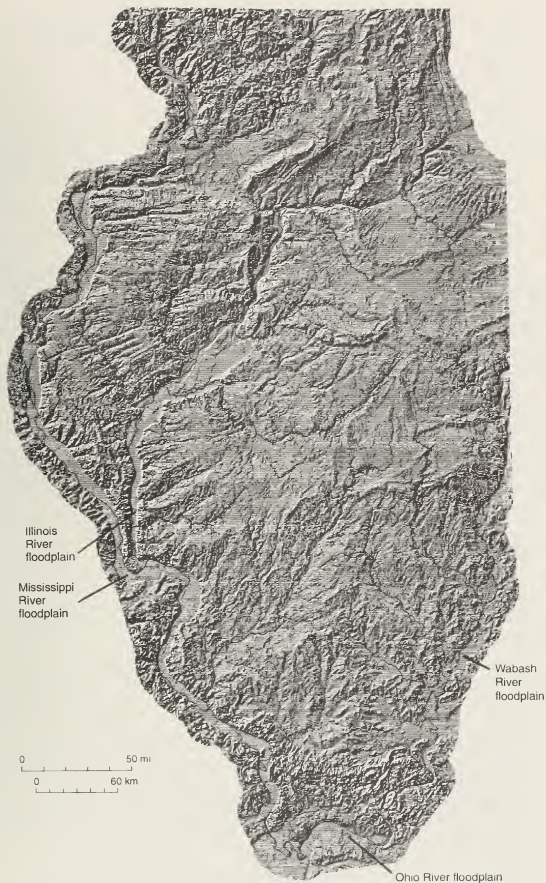 Illinois
River
floodplain
Mississippi
River
floodplain
Wabash
River
floodplain
0 50 mi
0 60 km
Ohio River floodplain